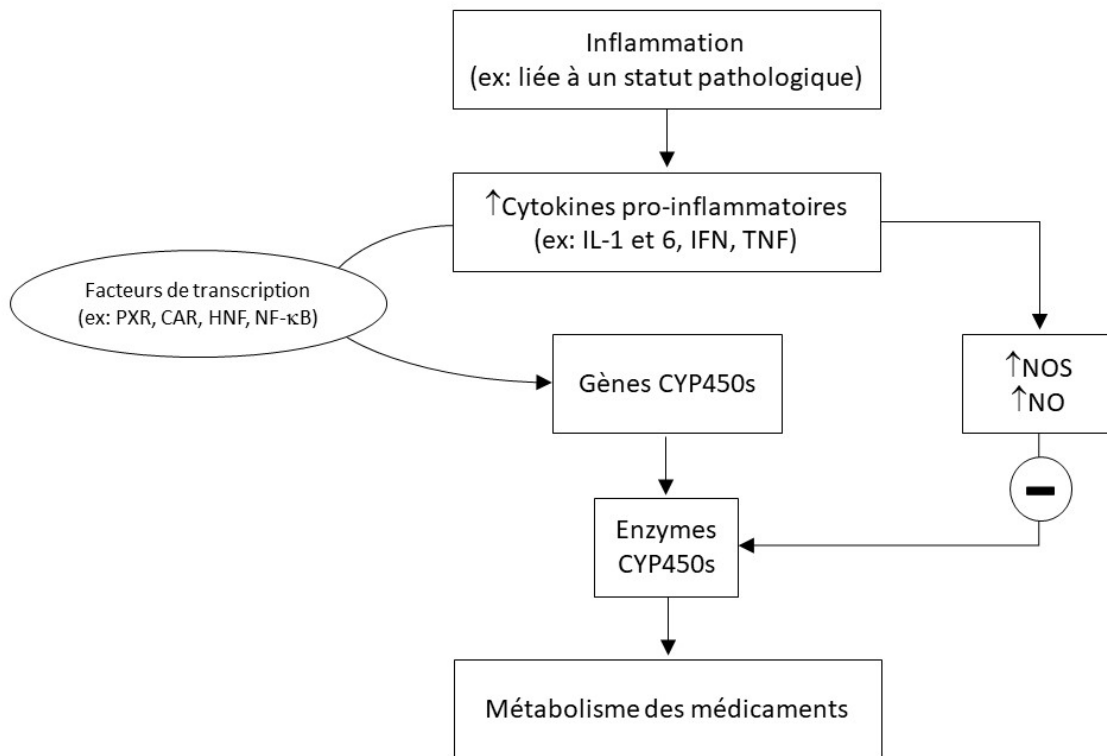 Inflammation
(ex: liée à un statut pathologique)
↑Cytokines pro-inflammatoires
(ex: IL-1 et 6, IFN, TNF)
Facteurs de transcription
(ex: PXR, CAR, HNF, NF-κB)
Gènes CYP450s
↑NOS
↑NO
−
Enzymes
CYP450s
Métabolisme des médicaments